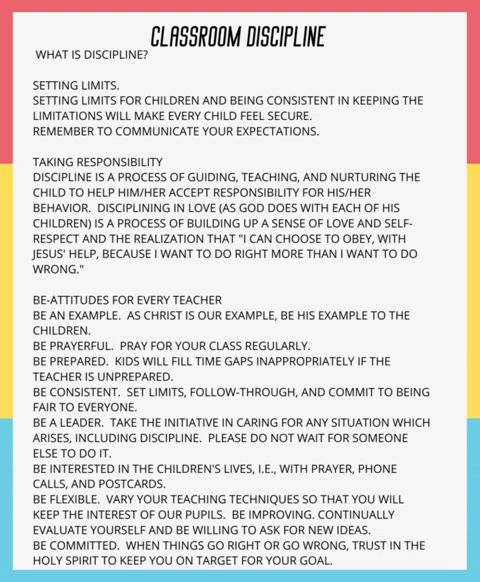 CLASSROOM DISCIPLINE
WHAT IS DISCIPLINE?
SETTING LIMITS.
SETTING LIMITS FOR CHILDREN AND BEING CONSISTENT IN KEEPING THE
LIMITATIONS WILL MAKE EVERY CHILD FEEL SECURE.
REMEMBER TO COMMUNICATE YOUR EXPECTATIONS.
TAKING RESPONSIBILITY
DISCIPLINE IS A PROCESS OF GUIDING, TEACHING, AND NURTURING THE
CHILD TO HELP HIM/HER ACCEPT RESPONSIBILITY FOR HIS/HER
BEHAVIOR. DISCIPLINING IN LOVE (AS GOD DOES WITH EACH OF HIS
CHILDREN) IS A PROCESS OF BUILDING UP A SENSE OF LOVE AND SELF-
RESPECT AND THE REALIZATION THAT "I CAN CHOOSE TO OBEY, WITH
JESUS' HELP, BECAUSE I WANT TO DO RIGHT MORE THAN I WANT TO DO
WRONG."
BE-ATTITUDES FOR EVERY TEACHER
BE AN EXAMPLE. AS CHRIST IS OUR EXAMPLE, BE HIS EXAMPLE TO THE
CHILDREN.
BE PRAYERFUL. PRAY FOR YOUR CLASS REGULARLY.
BE PREPARED. KIDS WILL FILL TIME GAPS INAPPROPRIATELY IF THE
TEACHER IS UNPREPARED.
BE CONSISTENT. SET LIMITS, FOLLOW-THROUGH, AND COMMIT TO BEING
FAIR TO EVERYONE.
BE A LEADER. TAKE THE INITIATIVE IN CARING FOR ANY SITUATION WHICH
ARISES, INCLUDING DISCIPLINE. PLEASE DO NOT WAIT FOR SOMEONE
ELSE TO DO IT.
BE INTERESTED IN THE CHILDREN'S LIVES, I.E., WITH PRAYER, PHONE
CALLS, AND POSTCARDS.
BE FLEXIBLE. VARY YOUR TEACHING TECHNIQUES SO THAT YOU WILL
KEEP THE INTEREST OF OUR PUPILS. BE IMPROVING. CONTINUALLY
EVALUATE YOURSELF AND BE WILLING TO ASK FOR NEW IDEAS.
BE COMMITTED. WHEN THINGS GO RIGHT OR GO WRONG, TRUST IN THE
HOLY SPIRIT TO KEEP YOU ON TARGET FOR YOUR GOAL.